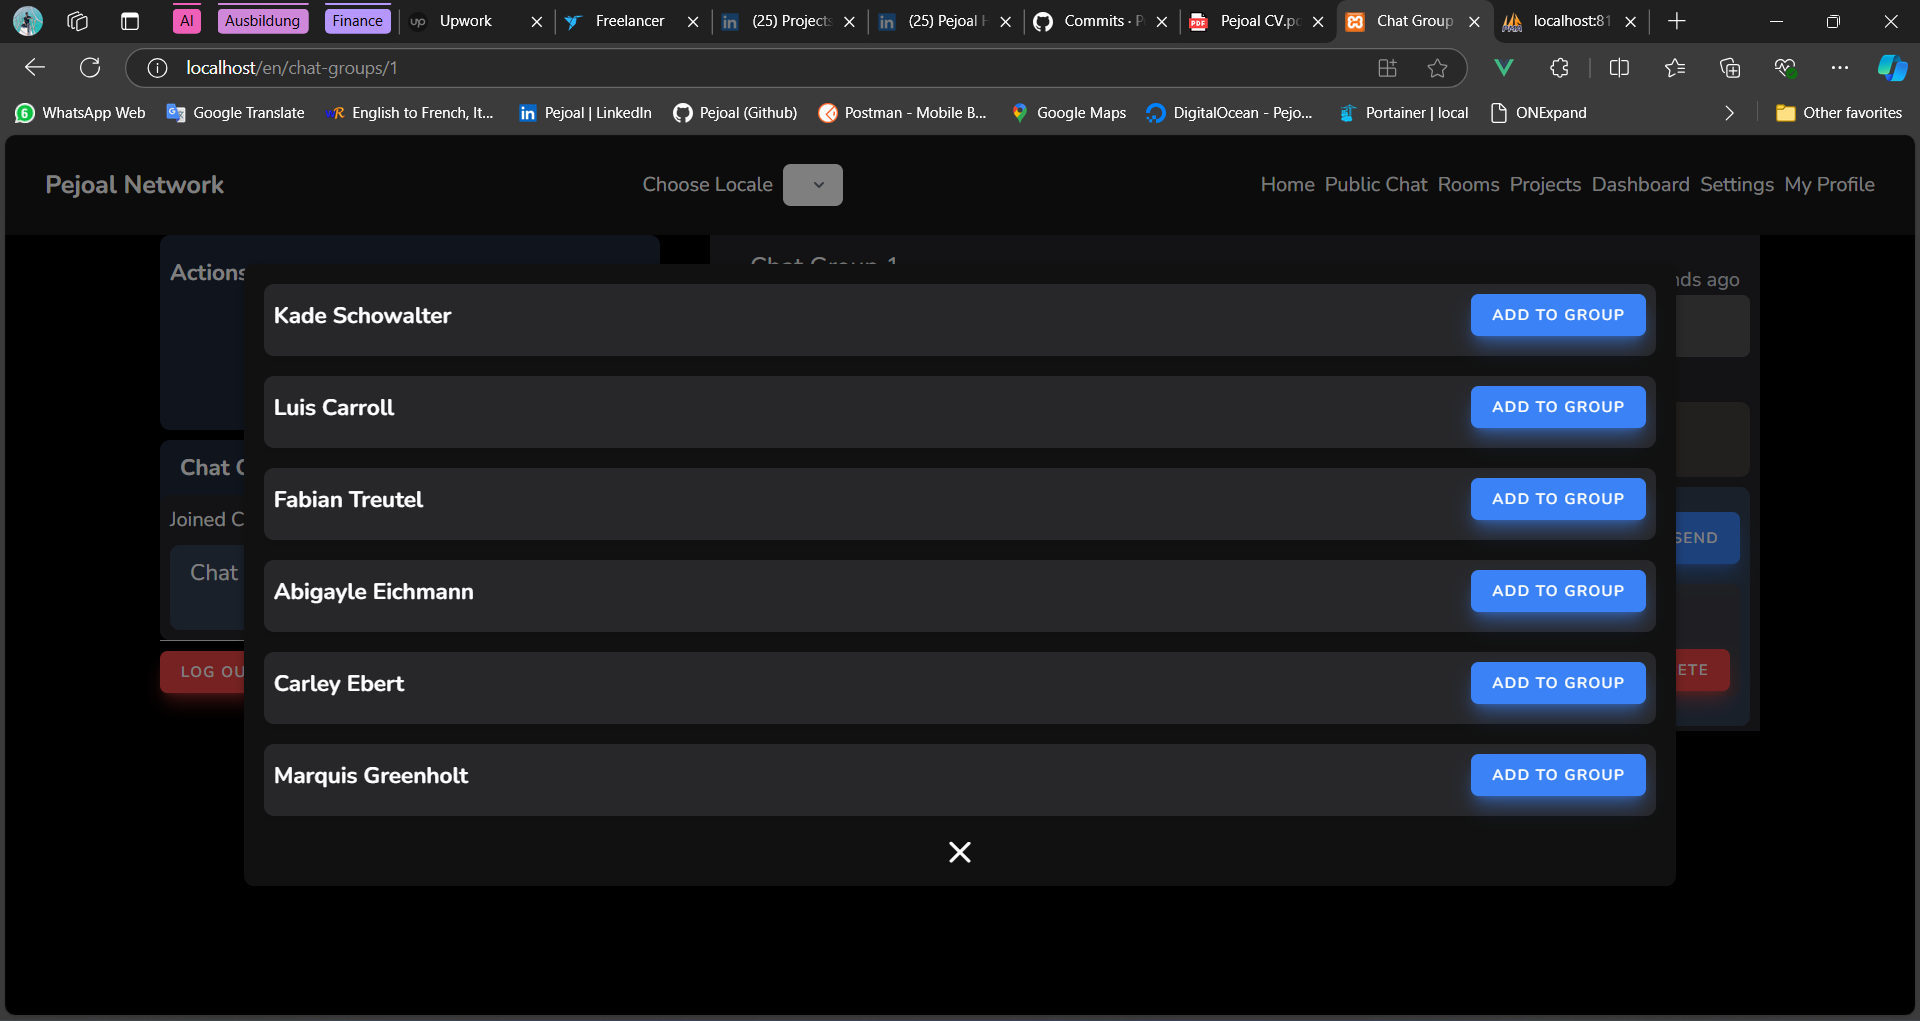 AI Ausbildung Finance Upwork Freelancer (25) Projects (25) Pejoal H Commits · P Pejoal CV.pd Chat Group localhost:81
localhost/en/chat-groups/1
WhatsApp Web Google Translate English to French, It... Pejoal | LinkedIn Pejoal (Github) Postman - Mobile B... Google Maps DigitalOcean - Pejo... Portainer | local ONExpand Other favorites
Pejoal Network Choose Locale Home Public Chat Rooms Projects Dashboard Settings My Profile
Chat Group 1
Actions
nds ago
Kade Schowalter ADD TO GROUP
Luis Carroll ADD TO GROUP
Chat
Fabian Treutel ADD TO GROUP
Joined C
SEND
Chat
Abigayle Eichmann ADD TO GROUP
LOG OU
ETE
Carley Ebert ADD TO GROUP
Marquis Greenholt ADD TO GROUP